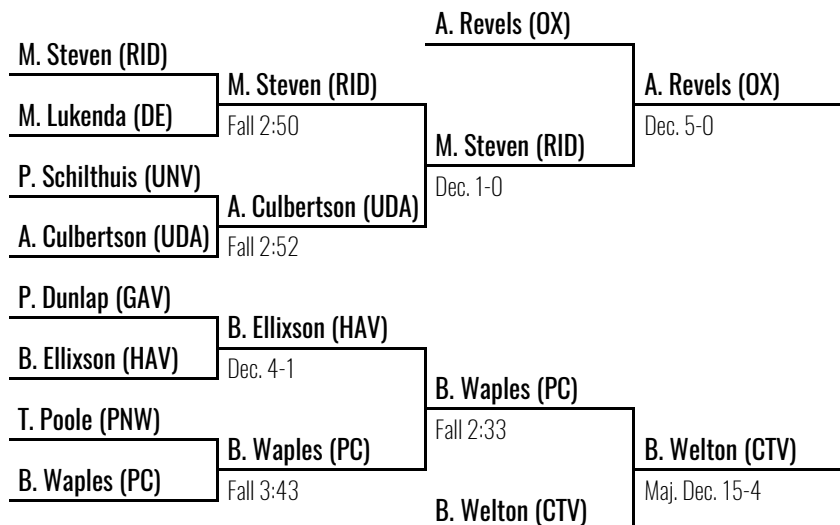 A. Revels (OX)
M. Steven (RID)
M. Steven (RID)
A. Revels (OX)
M. Lukenda (DE)
Fall 2:50
Dec. 5-0
M. Steven (RID)
P. Schilthuis (UNV)
Dec. 1-0
A. Culbertson (UDA)
A. Culbertson (UDA)
Fall 2:52
P. Dunlap (GAV)
B. Ellixson (HAV)
B. Ellixson (HAV)
Dec. 4-1
B. Waples (PC)
T. Poole (PNW)
Fall 2:33
B. Waples (PC)
B. Welton (CTV)
B. Waples (PC)
Fall 3:43
Maj. Dec. 15-4
B. Welton (CTV)